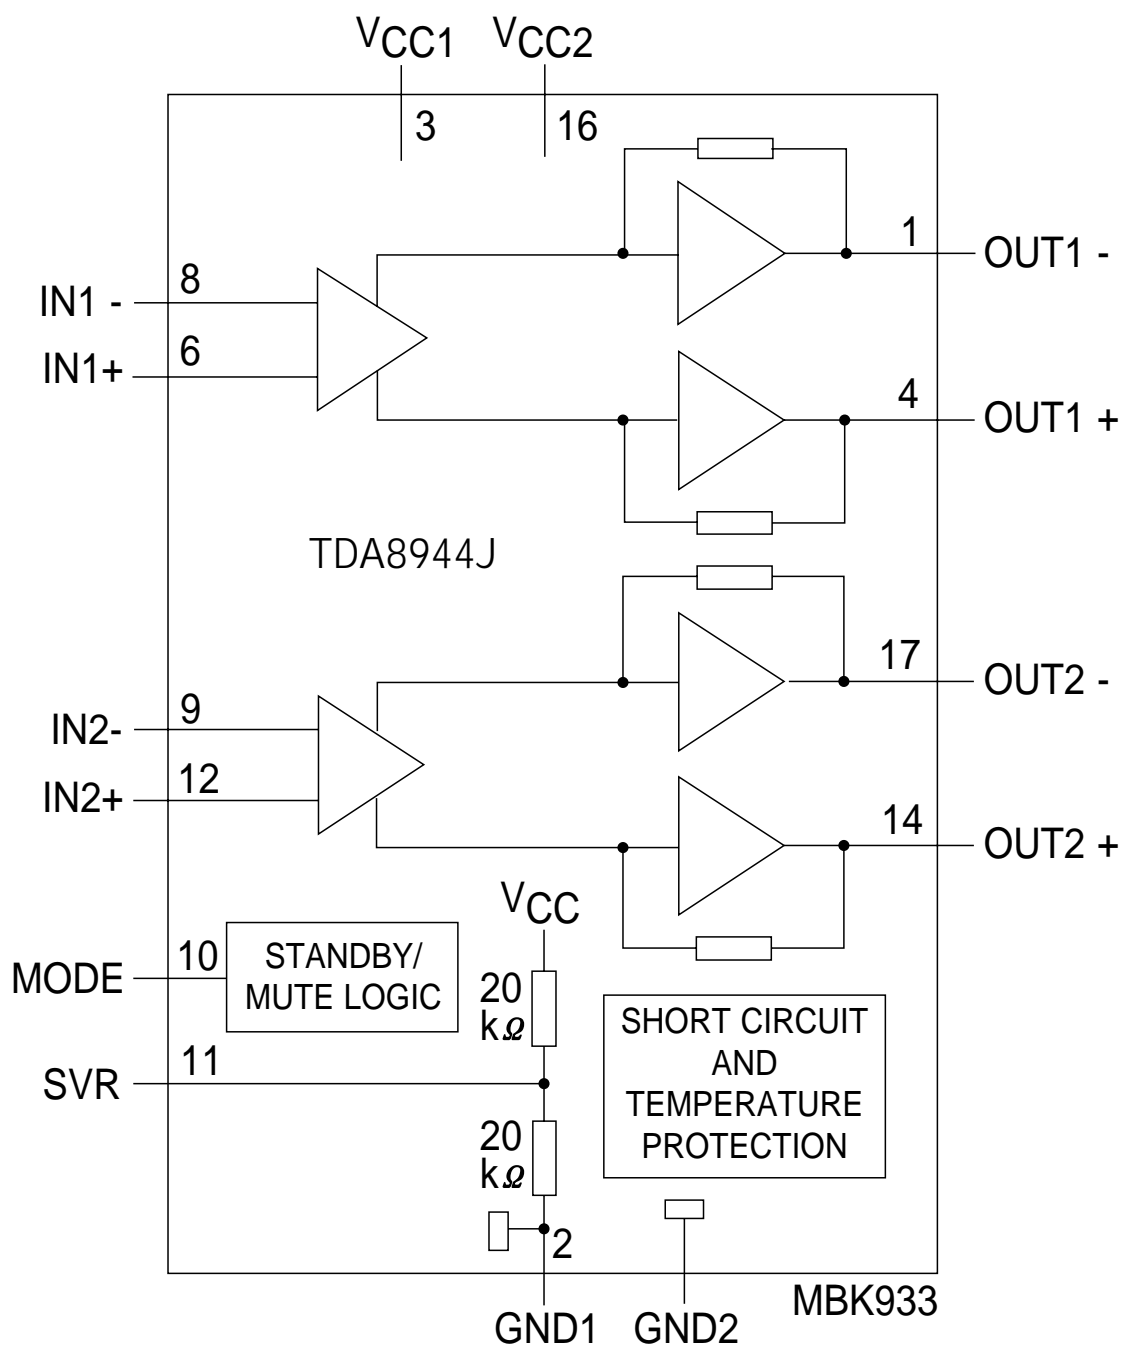 VCC1
VCC2
3
16
1
OUT1 -
8
IN1 -
6
IN1+
4
OUT1 +
TDA8944J
17
OUT2 -
9
IN2-
12
IN2+
14
OUT2 +
VCC
10
MODE
STANDBY/
MUTE LOGIC
20
kΩ
SHORT CIRCUIT
AND
TEMPERATURE
PROTECTION
11
SVR
20
kΩ
2
MBK933
GND1
GND2